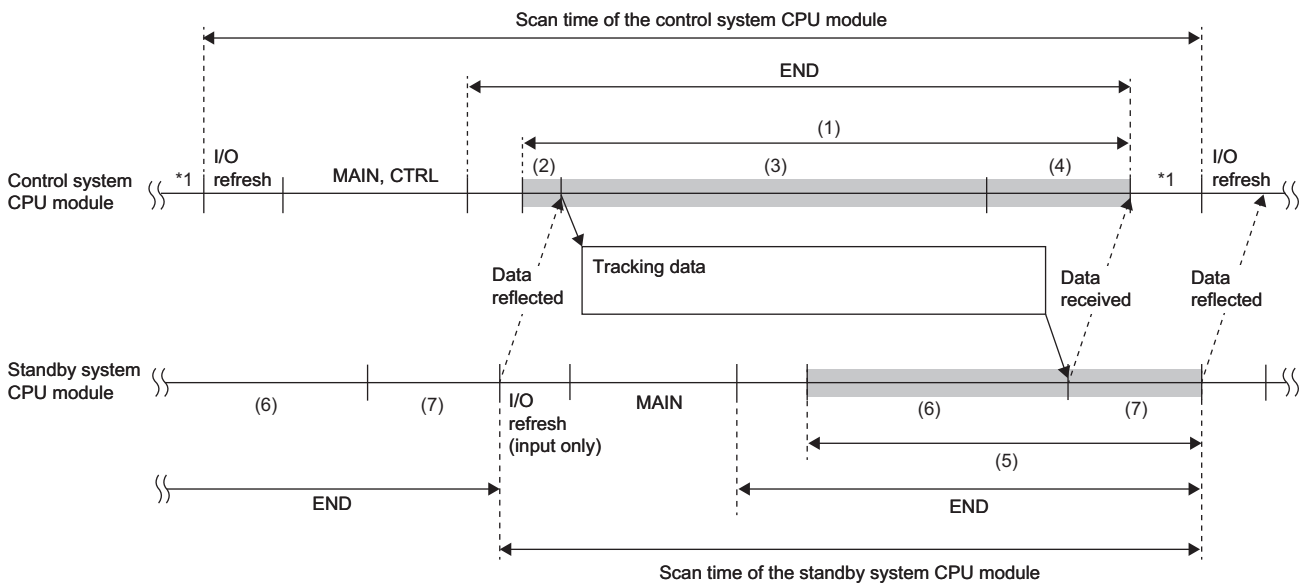 Scan time of the control system CPU module
END
(1)
I/O
refresh
*1
MAIN, CTRL
(2)
(3)
(4)
*1
I/O
refresh
Control system
CPU module
Data
reflected
Tracking data
Data
received
Data
reflected
Standby system
CPU module
(6)
(7)
I/O
refresh
(input only)
MAIN
(6)
(7)
(5)
END
END
Scan time of the standby system CPU module